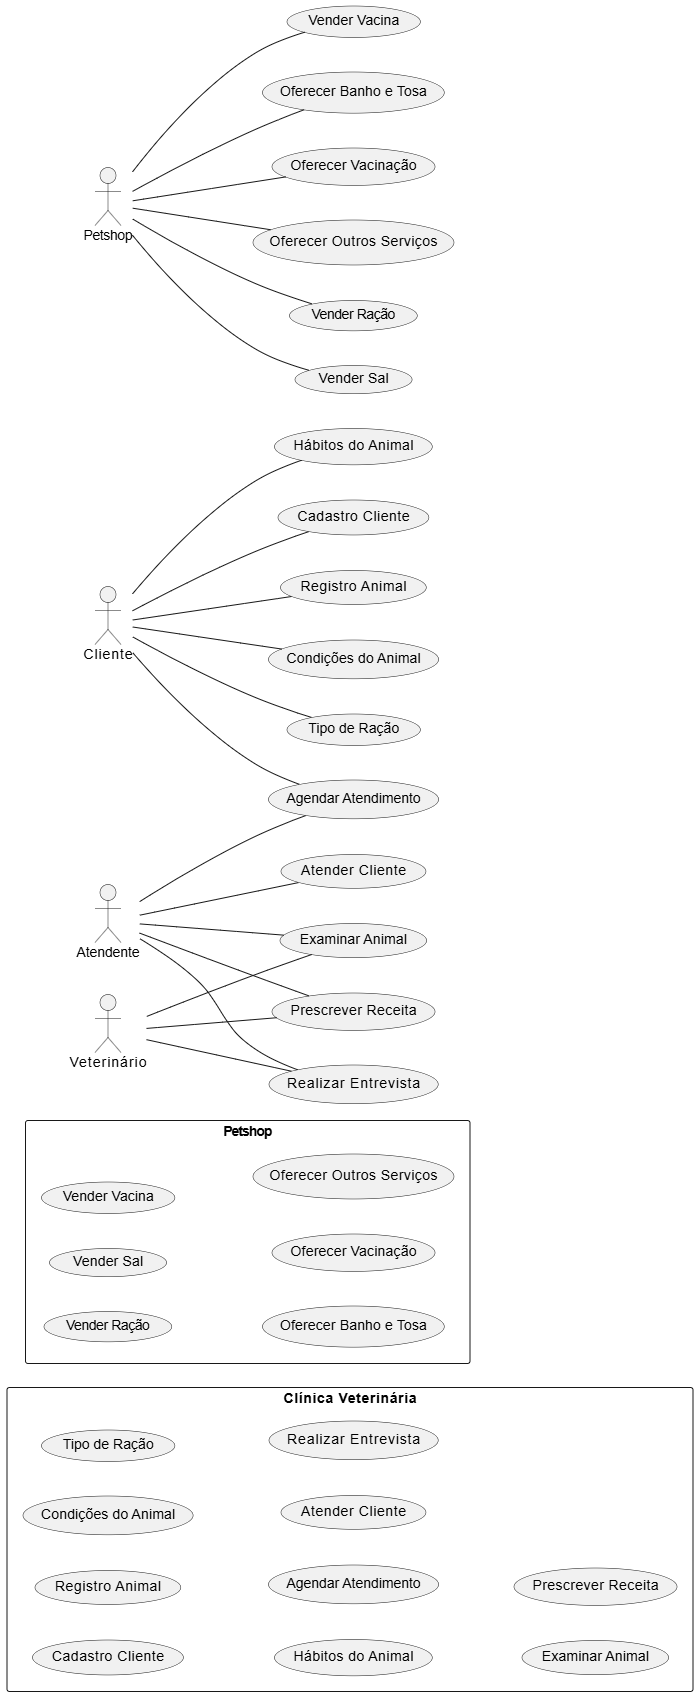 Vender Vacina
Oferecer Banho e Tosa
Oferecer Vacinação
Petshop
Oferecer Outros Serviços
Vender Ração
Vender Sal
Hábitos do Animal
Cadastro Cliente
Registro Animal
Cliente
Condições do Animal
Tipo de Ração
Agendar Atendimento
Atender Cliente
Examinar Animal
Atendente
Prescrever Receita
Veterinário
Realizar Entrevista
Petshop
Oferecer Outros Serviços
Vender Vacina
Oferecer Vacinação
Vender Sal
Oferecer Banho e Tosa
Vender Ração
Clínica Veterinária
Tipo de Ração
Realizar Entrevista
Condições do Animal
Atender Cliente
Registro Animal
Agendar Atendimento
Prescrever Receita
Cadastro Cliente
Hábitos do Animal
Examinar Animal